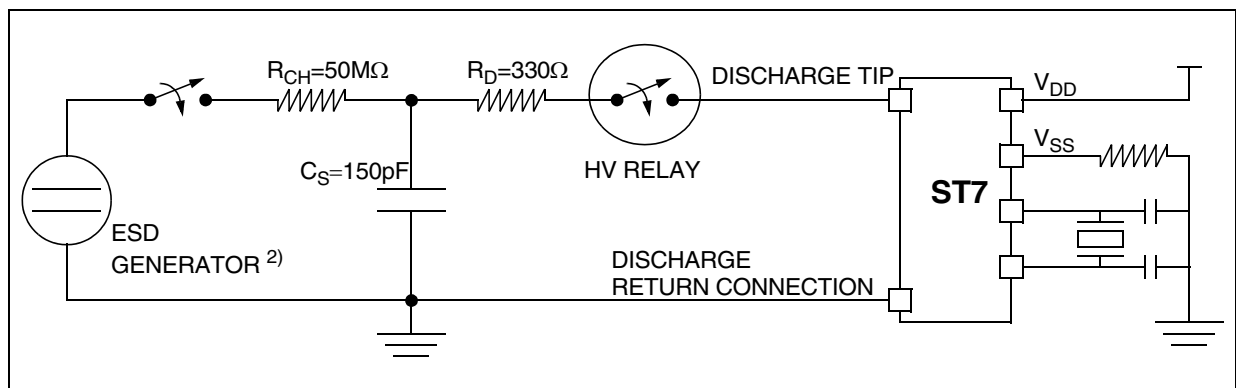 R_CH=50MΩ
R_D=330Ω
DISCHARGE TIP
V_DD
V_SS
C_S=150pF
HV RELAY
ST7
ESD
GENERATOR 2)
DISCHARGE
RETURN CONNECTION